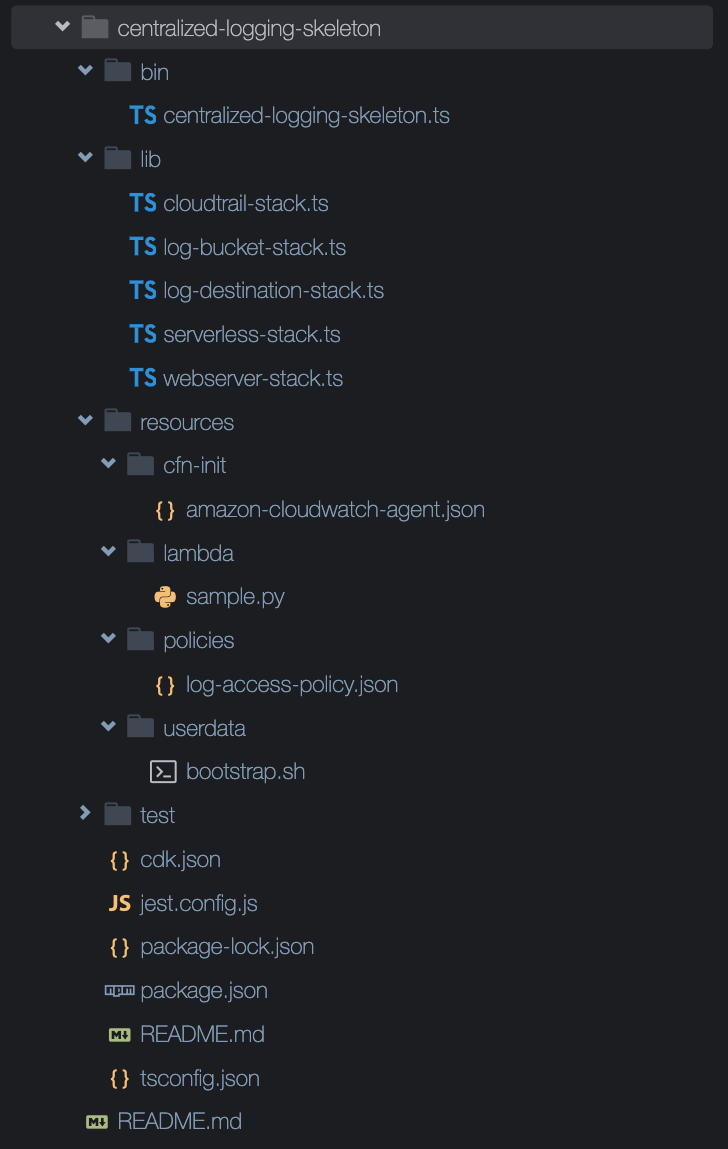 centralized-logging-skeleton
bin
TS centralized-logging-skeleton.ts
lib
TS cloudtrail-stack.ts
TS log-bucket-stack.ts
TS log-destination-stack.ts
TS serverless-stack.ts
TS webserver-stack.ts
resources
cfn-init
{} amazon-cloudwatch-agent.json
lambda
sample.py
policies
{} log-access-policy.json
userdata
bootstrap.sh
test
{} cdk.json
JS jest.config.js
{} package-lock.json
npm package.json
M↓ README.md
{} tsconfig.json
M↓ README.md